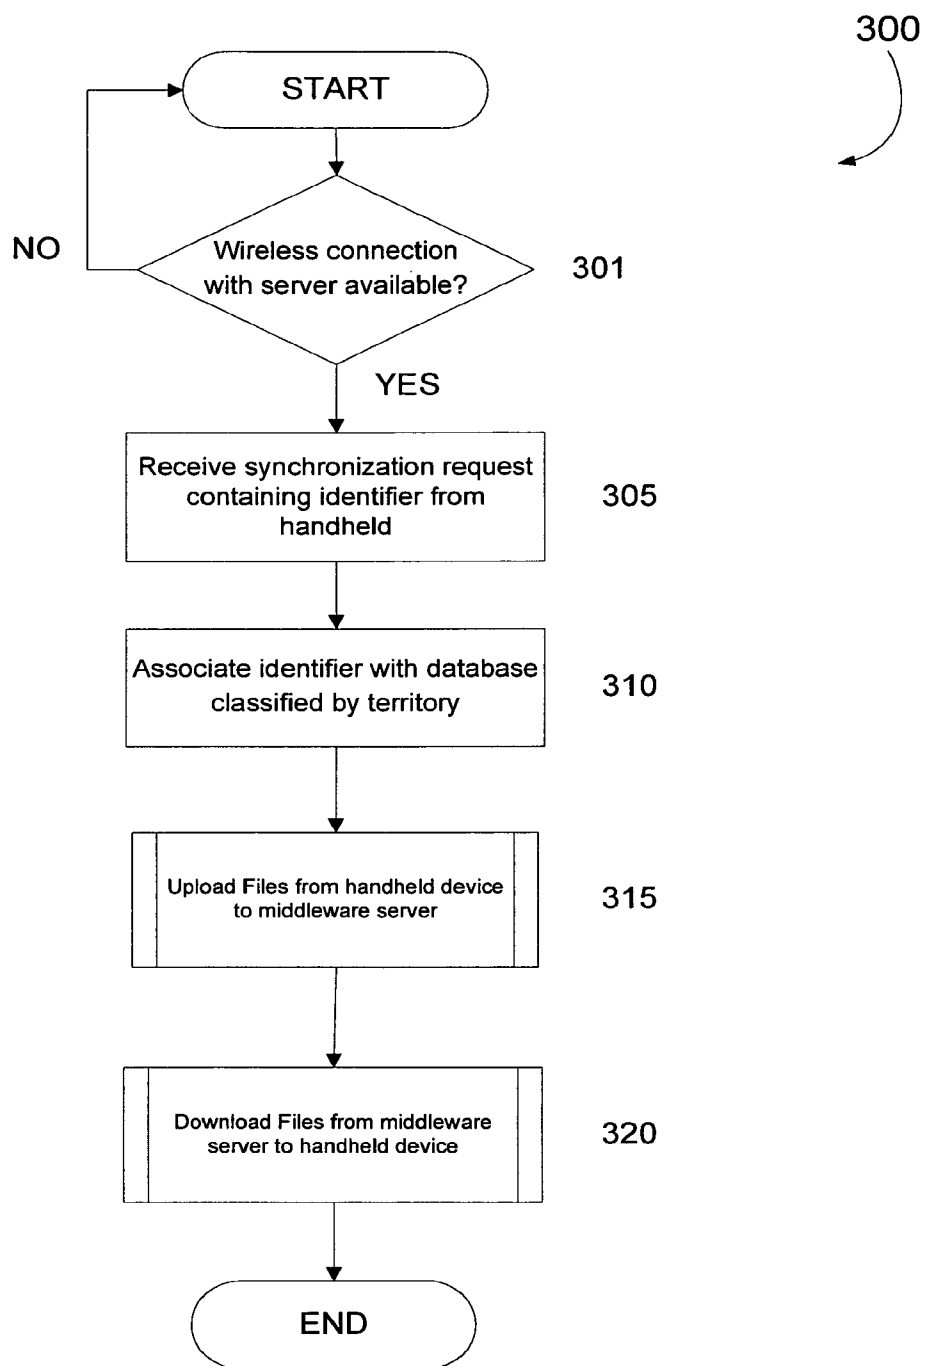 300
START
Wireless connection
with server available?
NO
301
YES
Receive synchronization request
containing identifier from
handheld
305
Associate identifier with database
classified by territory
310
Upload Files from handheld device
to middleware server
315
Download Files from middleware
server to handheld device
320
END